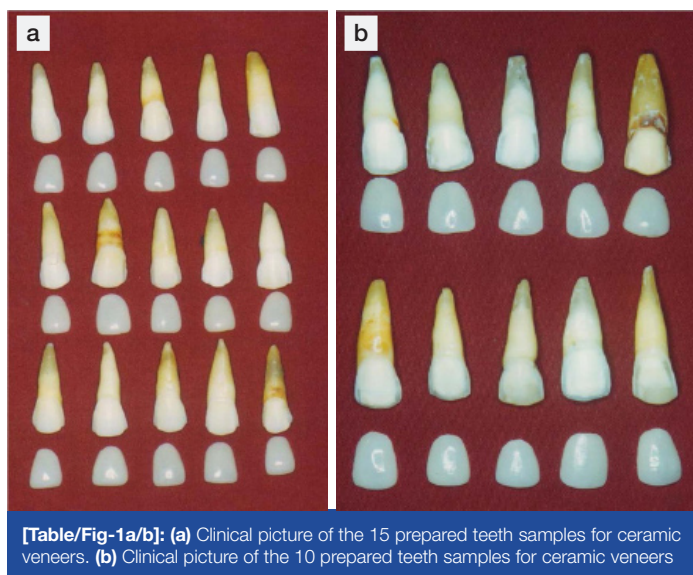 a
b
[Table/Fig-1a/b]: (a) Clinical picture of the 15 prepared teeth samples for ceramic
veneers. (b) Clinical picture of the 10 prepared teeth samples for ceramic veneers